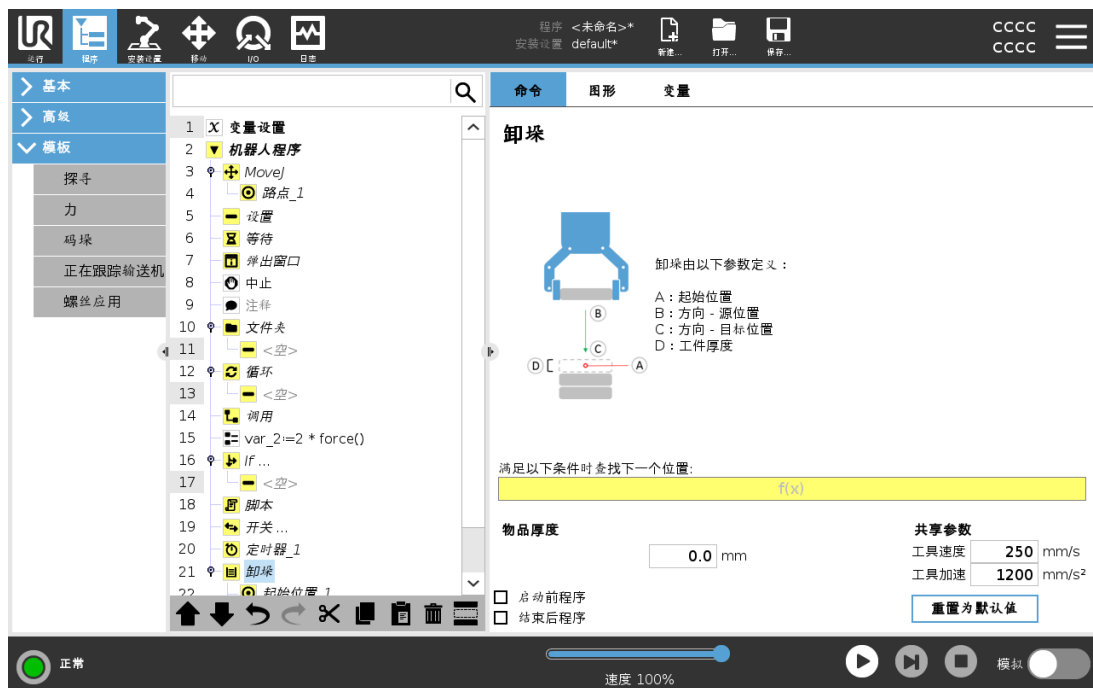 UR
运行
程序
安装设置
移动
I/O
日志
程序 <未命名>*
安装设置 default*
新建...
打开...
保存...
CCCC
CCCC
基本
高级
模板
探寻
力
码垛
正在跟踪输送机
螺丝应用
1 变量设置
2 机器人程序
3 MoveJ
4 路点_1
5 设置
6 等待
7 弹出窗口
8 中止
9 注释
10 文件夹
11 <空>
12 循环
13 <空>
14 调用
15 var_2:=2 * force()
16 If ...
17 <空>
18 脚本
19 开关 ...
20 定时器_1
21 卸垛
22 起始位置_1
命令 图形 变量
卸垛
B
C
D
A
卸垛由以下参数定义：
A：起始位置
B：方向 - 源位置
C：方向 - 目标位置
D：工件厚度
满足以下条件时查找下一个位置:
f(x)
物品厚度
0.0 mm
启动前程序
结束后程序
共享参数
工具速度 250 mm/s
工具加速 1200 mm/s²
重置为默认值
正常
速度 100%
模拟